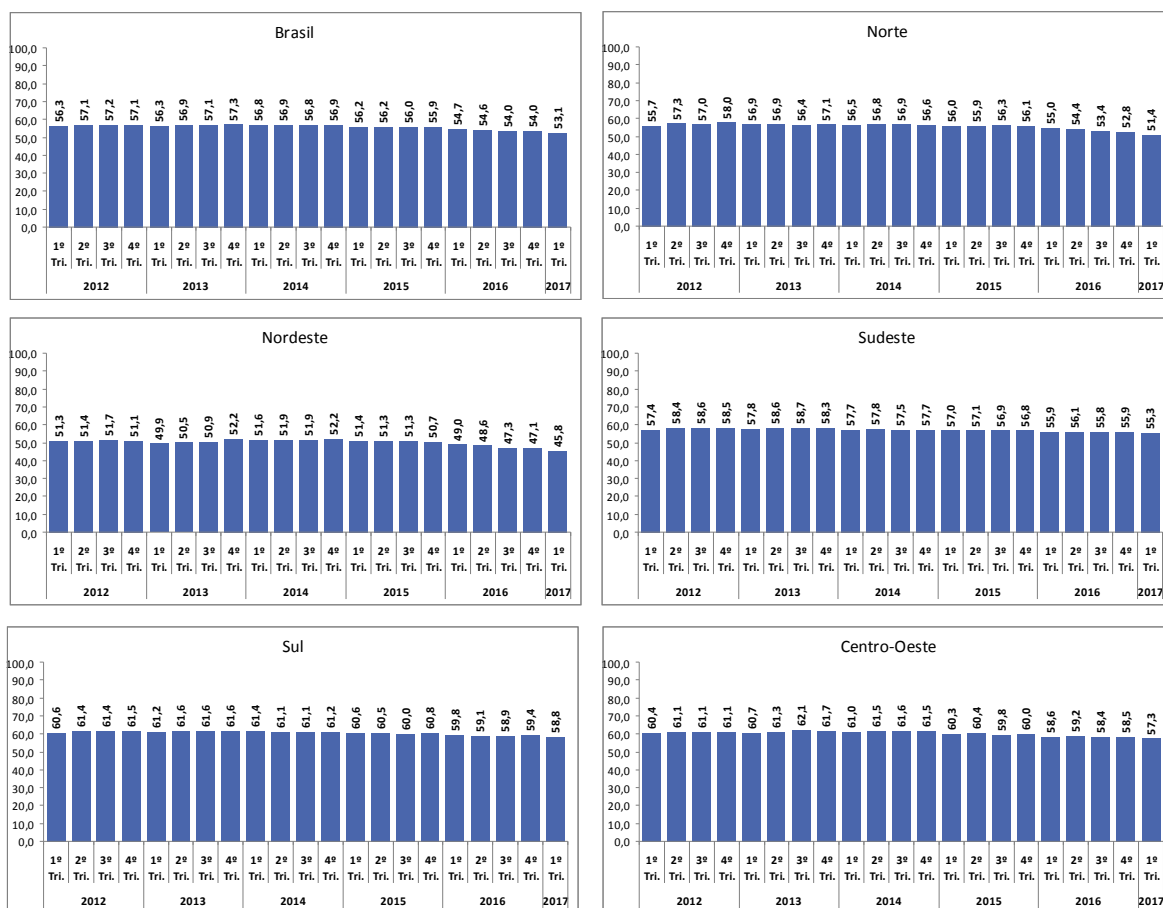 Brasil
100,0
90,0
80,0
70,0
60,0
50,0
40,0
30,0
20,0
10,0
0,0
56,3 57,1 57,2 57,1 56,3 56,9 57,1 57,3 56,8 56,9 56,8 56,9 56,2 56,2 56,0 55,9 54,7 54,6 54,0 54,0 53,1
1º 2º 3º 4º 1º 2º 3º 4º 1º 2º 3º 4º 1º 2º 3º 4º 1º 2º 3º 4º 1º
Tri. Tri. Tri. Tri. Tri. Tri. Tri. Tri. Tri. Tri. Tri. Tri. Tri. Tri. Tri. Tri. Tri. Tri. Tri. Tri. Tri.
2012 2013 2014 2015 2016 2017
Norte
100,0
90,0
80,0
70,0
60,0
50,0
40,0
30,0
20,0
10,0
0,0
55,7 57,3 57,0 58,0 56,9 56,9 56,4 57,1 56,5 56,8 56,9 56,6 56,0 55,9 56,3 56,1 55,0 54,4 53,4 52,8 51,4
1º 2º 3º 4º 1º 2º 3º 4º 1º 2º 3º 4º 1º 2º 3º 4º 1º 2º 3º 4º 1º
Tri. Tri. Tri. Tri. Tri. Tri. Tri. Tri. Tri. Tri. Tri. Tri. Tri. Tri. Tri. Tri. Tri. Tri. Tri. Tri. Tri.
2012 2013 2014 2015 2016 2017
Nordeste
100,0
90,0
80,0
70,0
60,0
50,0
40,0
30,0
20,0
10,0
0,0
51,3 51,4 51,7 51,1 49,9 50,5 50,9 52,2 51,6 51,9 51,9 52,2 51,4 51,3 51,3 50,7 49,0 48,6 47,3 47,1 45,8
1º 2º 3º 4º 1º 2º 3º 4º 1º 2º 3º 4º 1º 2º 3º 4º 1º 2º 3º 4º 1º
Tri. Tri. Tri. Tri. Tri. Tri. Tri. Tri. Tri. Tri. Tri. Tri. Tri. Tri. Tri. Tri. Tri. Tri. Tri. Tri. Tri.
2012 2013 2014 2015 2016 2017
Sudeste
100,0
90,0
80,0
70,0
60,0
50,0
40,0
30,0
20,0
10,0
0,0
57,4 58,4 58,6 58,5 57,8 58,6 58,7 58,3 57,7 57,8 57,5 57,7 57,0 57,1 56,9 56,8 55,9 56,1 55,8 55,9 55,3
1º 2º 3º 4º 1º 2º 3º 4º 1º 2º 3º 4º 1º 2º 3º 4º 1º 2º 3º 4º 1º
Tri. Tri. Tri. Tri. Tri. Tri. Tri. Tri. Tri. Tri. Tri. Tri. Tri. Tri. Tri. Tri. Tri. Tri. Tri. Tri. Tri.
2012 2013 2014 2015 2016 2017
Sul
100,0
90,0
80,0
70,0
60,0
50,0
40,0
30,0
20,0
10,0
0,0
60,6 61,4 61,4 61,5 61,2 61,6 61,6 61,6 61,4 61,1 61,1 61,2 60,6 60,5 60,0 60,8 59,8 59,1 58,9 59,4 58,8
1º 2º 3º 4º 1º 2º 3º 4º 1º 2º 3º 4º 1º 2º 3º 4º 1º 2º 3º 4º 1º
Tri. Tri. Tri. Tri. Tri. Tri. Tri. Tri. Tri. Tri. Tri. Tri. Tri. Tri. Tri. Tri. Tri. Tri. Tri. Tri. Tri.
2012 2013 2014 2015 2016 2017
Centro-Oeste
100,0
90,0
80,0
70,0
60,0
50,0
40,0
30,0
20,0
10,0
0,0
60,4 61,1 61,1 61,1 60,7 61,3 62,1 61,7 61,0 61,5 61,6 61,5 60,3 60,4 59,8 60,0 58,6 59,2 58,4 58,5 57,3
1º 2º 3º 4º 1º 2º 3º 4º 1º 2º 3º 4º 1º 2º 3º 4º 1º 2º 3º 4º 1º
Tri. Tri. Tri. Tri. Tri. Tri. Tri. Tri. Tri. Tri. Tri. Tri. Tri. Tri. Tri. Tri. Tri. Tri. Tri. Tri. Tri.
2012 2013 2014 2015 2016 2017